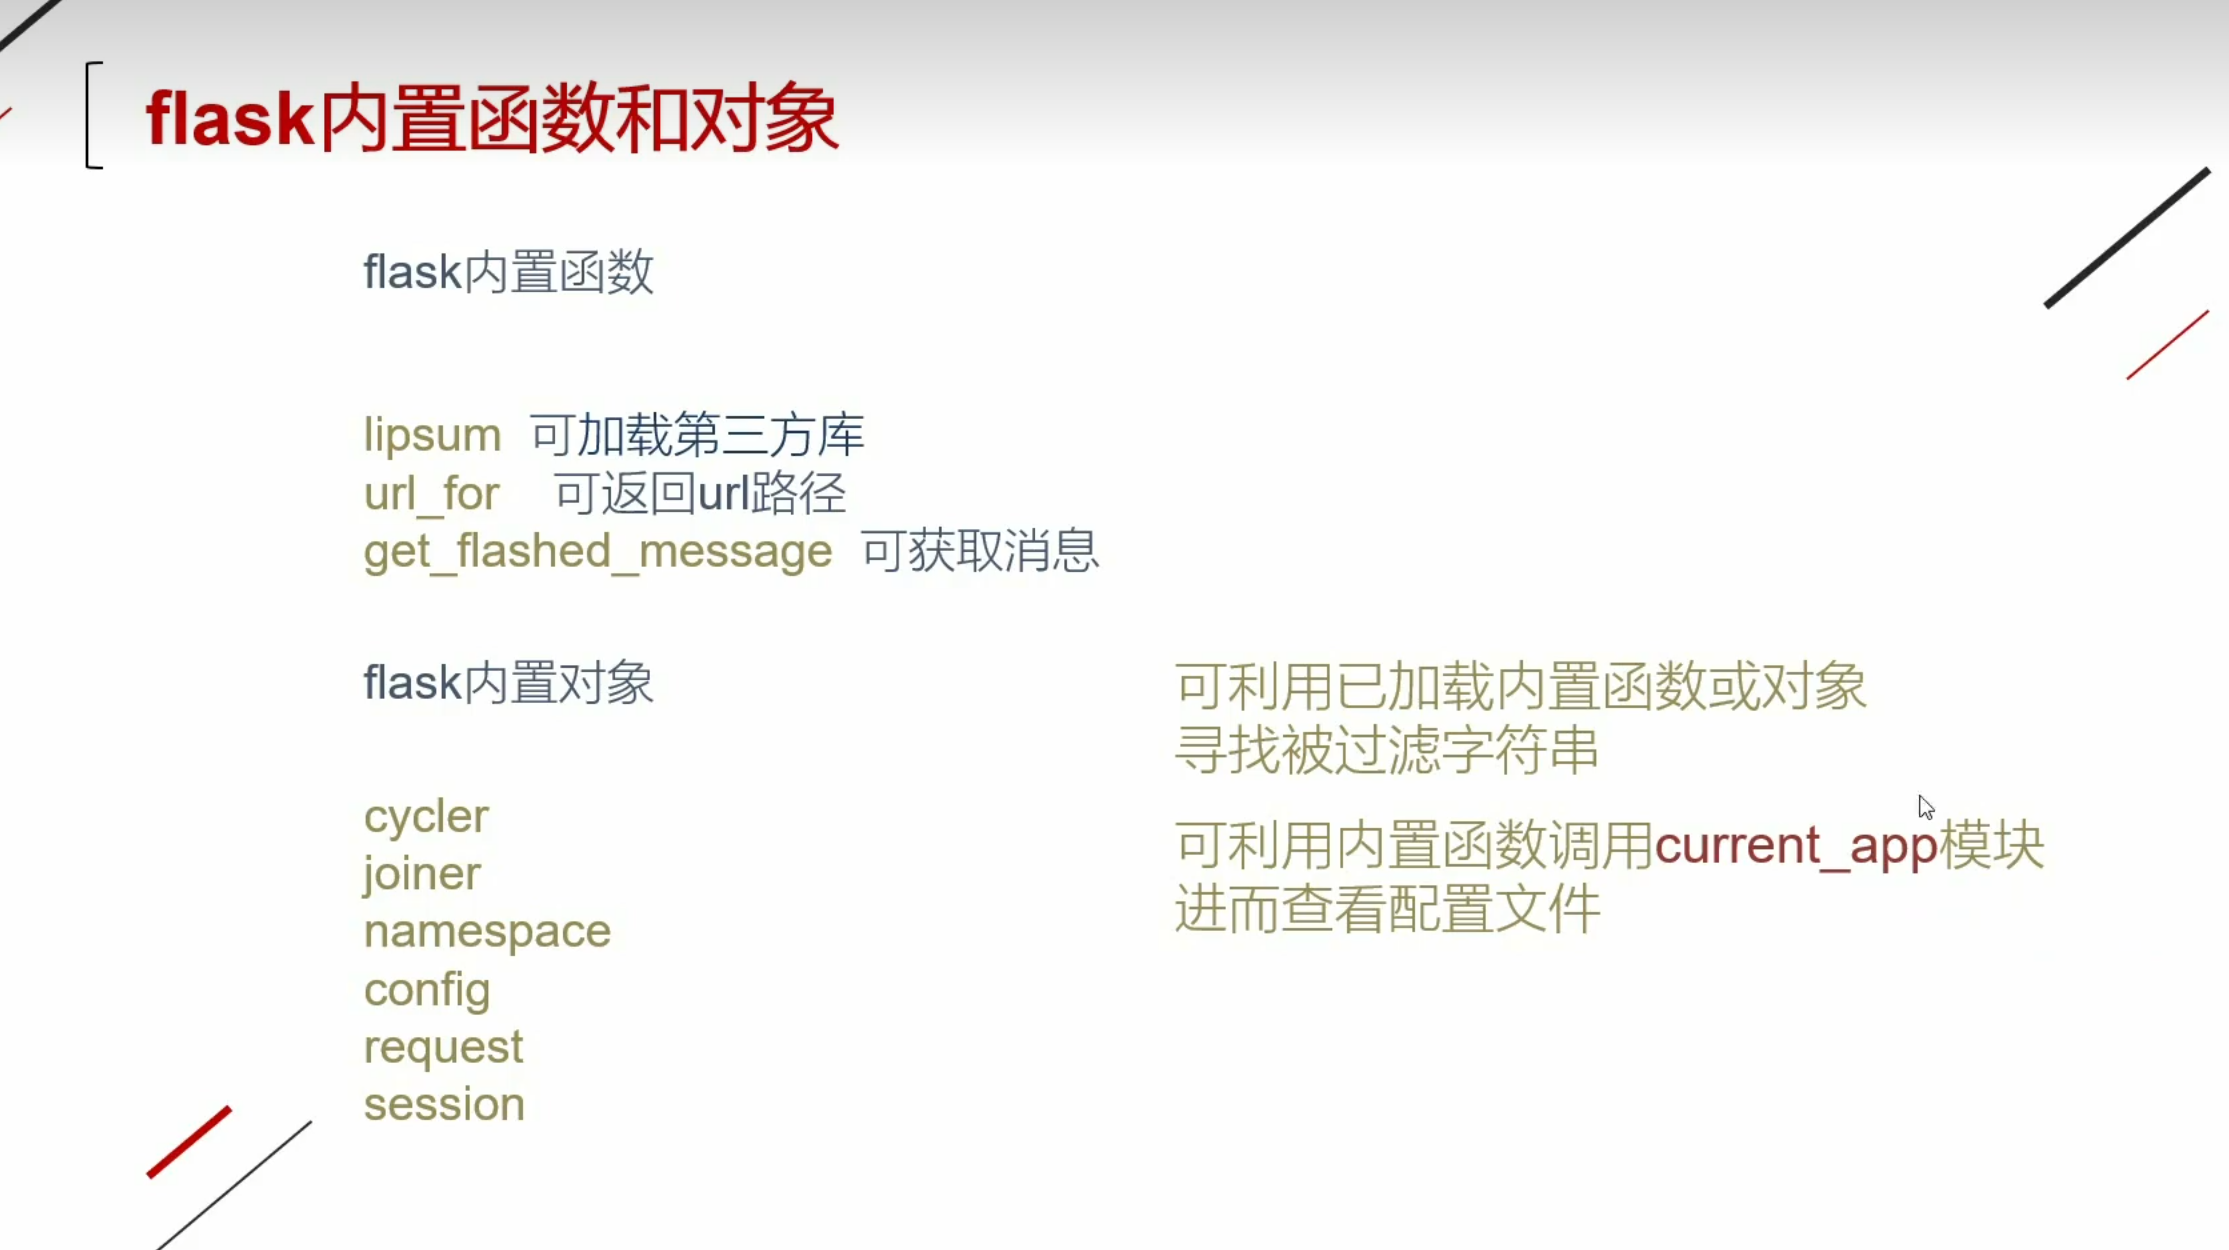 flask内置函数和对象
flask内置函数
lipsum 可加载第三方库
url_for 可返回url路径
get_flashed_message 可获取消息
flask内置对象
cycler
joiner
namespace
config
request
session
可利用已加载内置函数或对象
寻找被过滤字符串
可利用内置函数调用current_app模块
进而查看配置文件